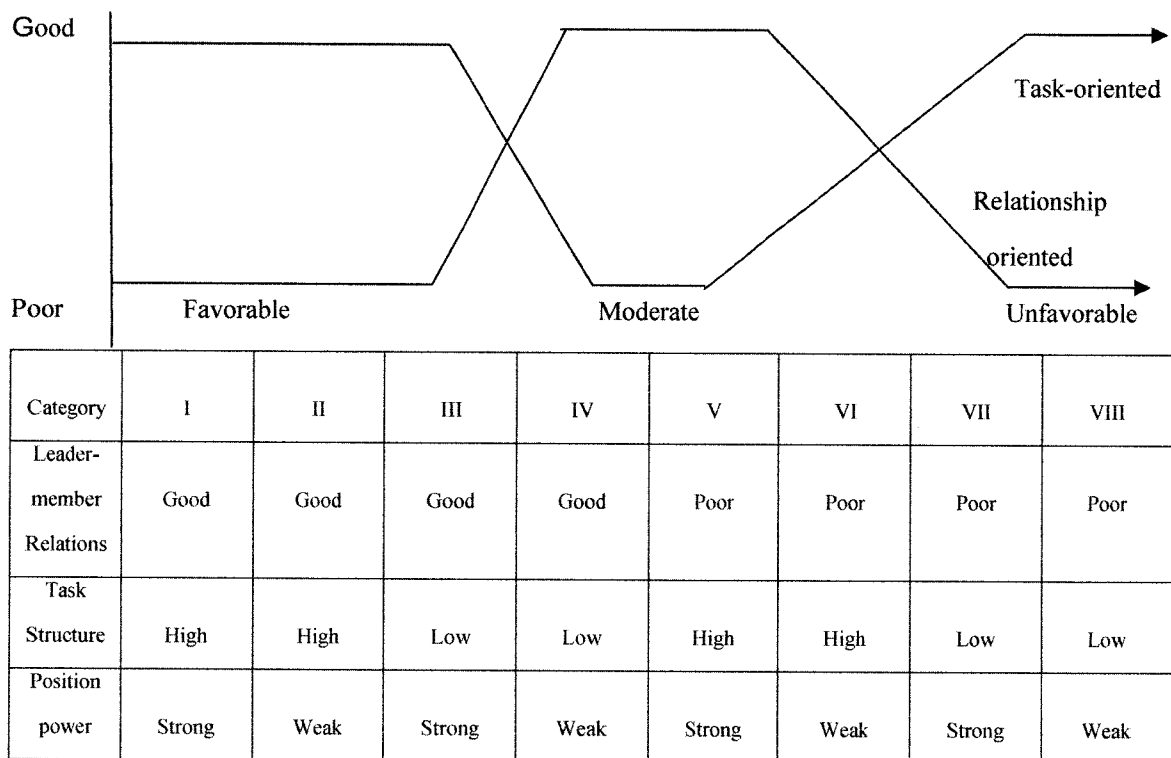 Good
Task-oriented
Relationship
oriented
Poor Favorable Moderate Unfavorable
Category I II III IV V VI VII VIII
Leader-
member Good Good Good Good Poor Poor Poor Poor
Relations
Task
Structure High High Low Low High High Low Low
Position
power Strong Weak Strong Weak Strong Weak Strong Weak